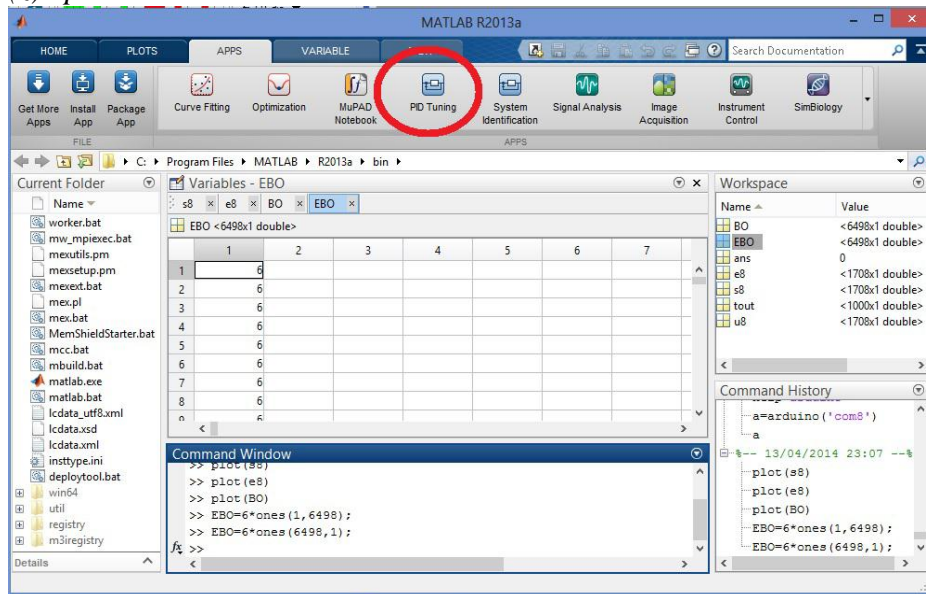 MATLAB R2013a
HOME PLOTS APPS VARIABLE
Search Documentation
Get More Apps
Install App
Package App
Curve Fitting
Optimization
MuPAD Notebook
PID Tuning
System Identification
Signal Analysis
Image Acquisition
Instrument Control
SimBiology
FILE
APPS
C: Program Files MATLAB R2013a bin
Current Folder
Name
worker.bat
mw_mpiexec.bat
mexutils.pm
mexsetup.pm
mexext.bat
mex.pl
mex.bat
MemShieldStarter.bat
mcc.bat
mbuild.bat
matlab.exe
matlab.bat
lcdata_utf8.xml
lcdata.xsd
lcdata.xml
insttype.ini
deploytool.bat
win64
util
registry
m3iregistry
Details
Variables - EBO
s8 e8 BO EBO
EBO <6498x1 double>
1 2 3 4 5 6 7
1 6
2 6
3 6
4 6
5 6
6 6
7 6
8 6
9 6
Command Window
>> plot(s8)
>> plot(e8)
>> plot(BO)
>> EBO=6*ones(1,6498);
>> EBO=6*ones(6498,1);
fx >>
Workspace
Name Value
BO <6498x1 double>
EBO <6498x1 double>
ans 0
e8 <1708x1 double>
s8 <1708x1 double>
tout <1000x1 double>
u8 <1708x1 double>
Command History
a=arduino('com8')
a
%-- 13/04/2014 23:07 --%
plot(s8)
plot(e8)
plot(BO)
EBO=6*ones(1,6498);
EBO=6*ones(6498,1);